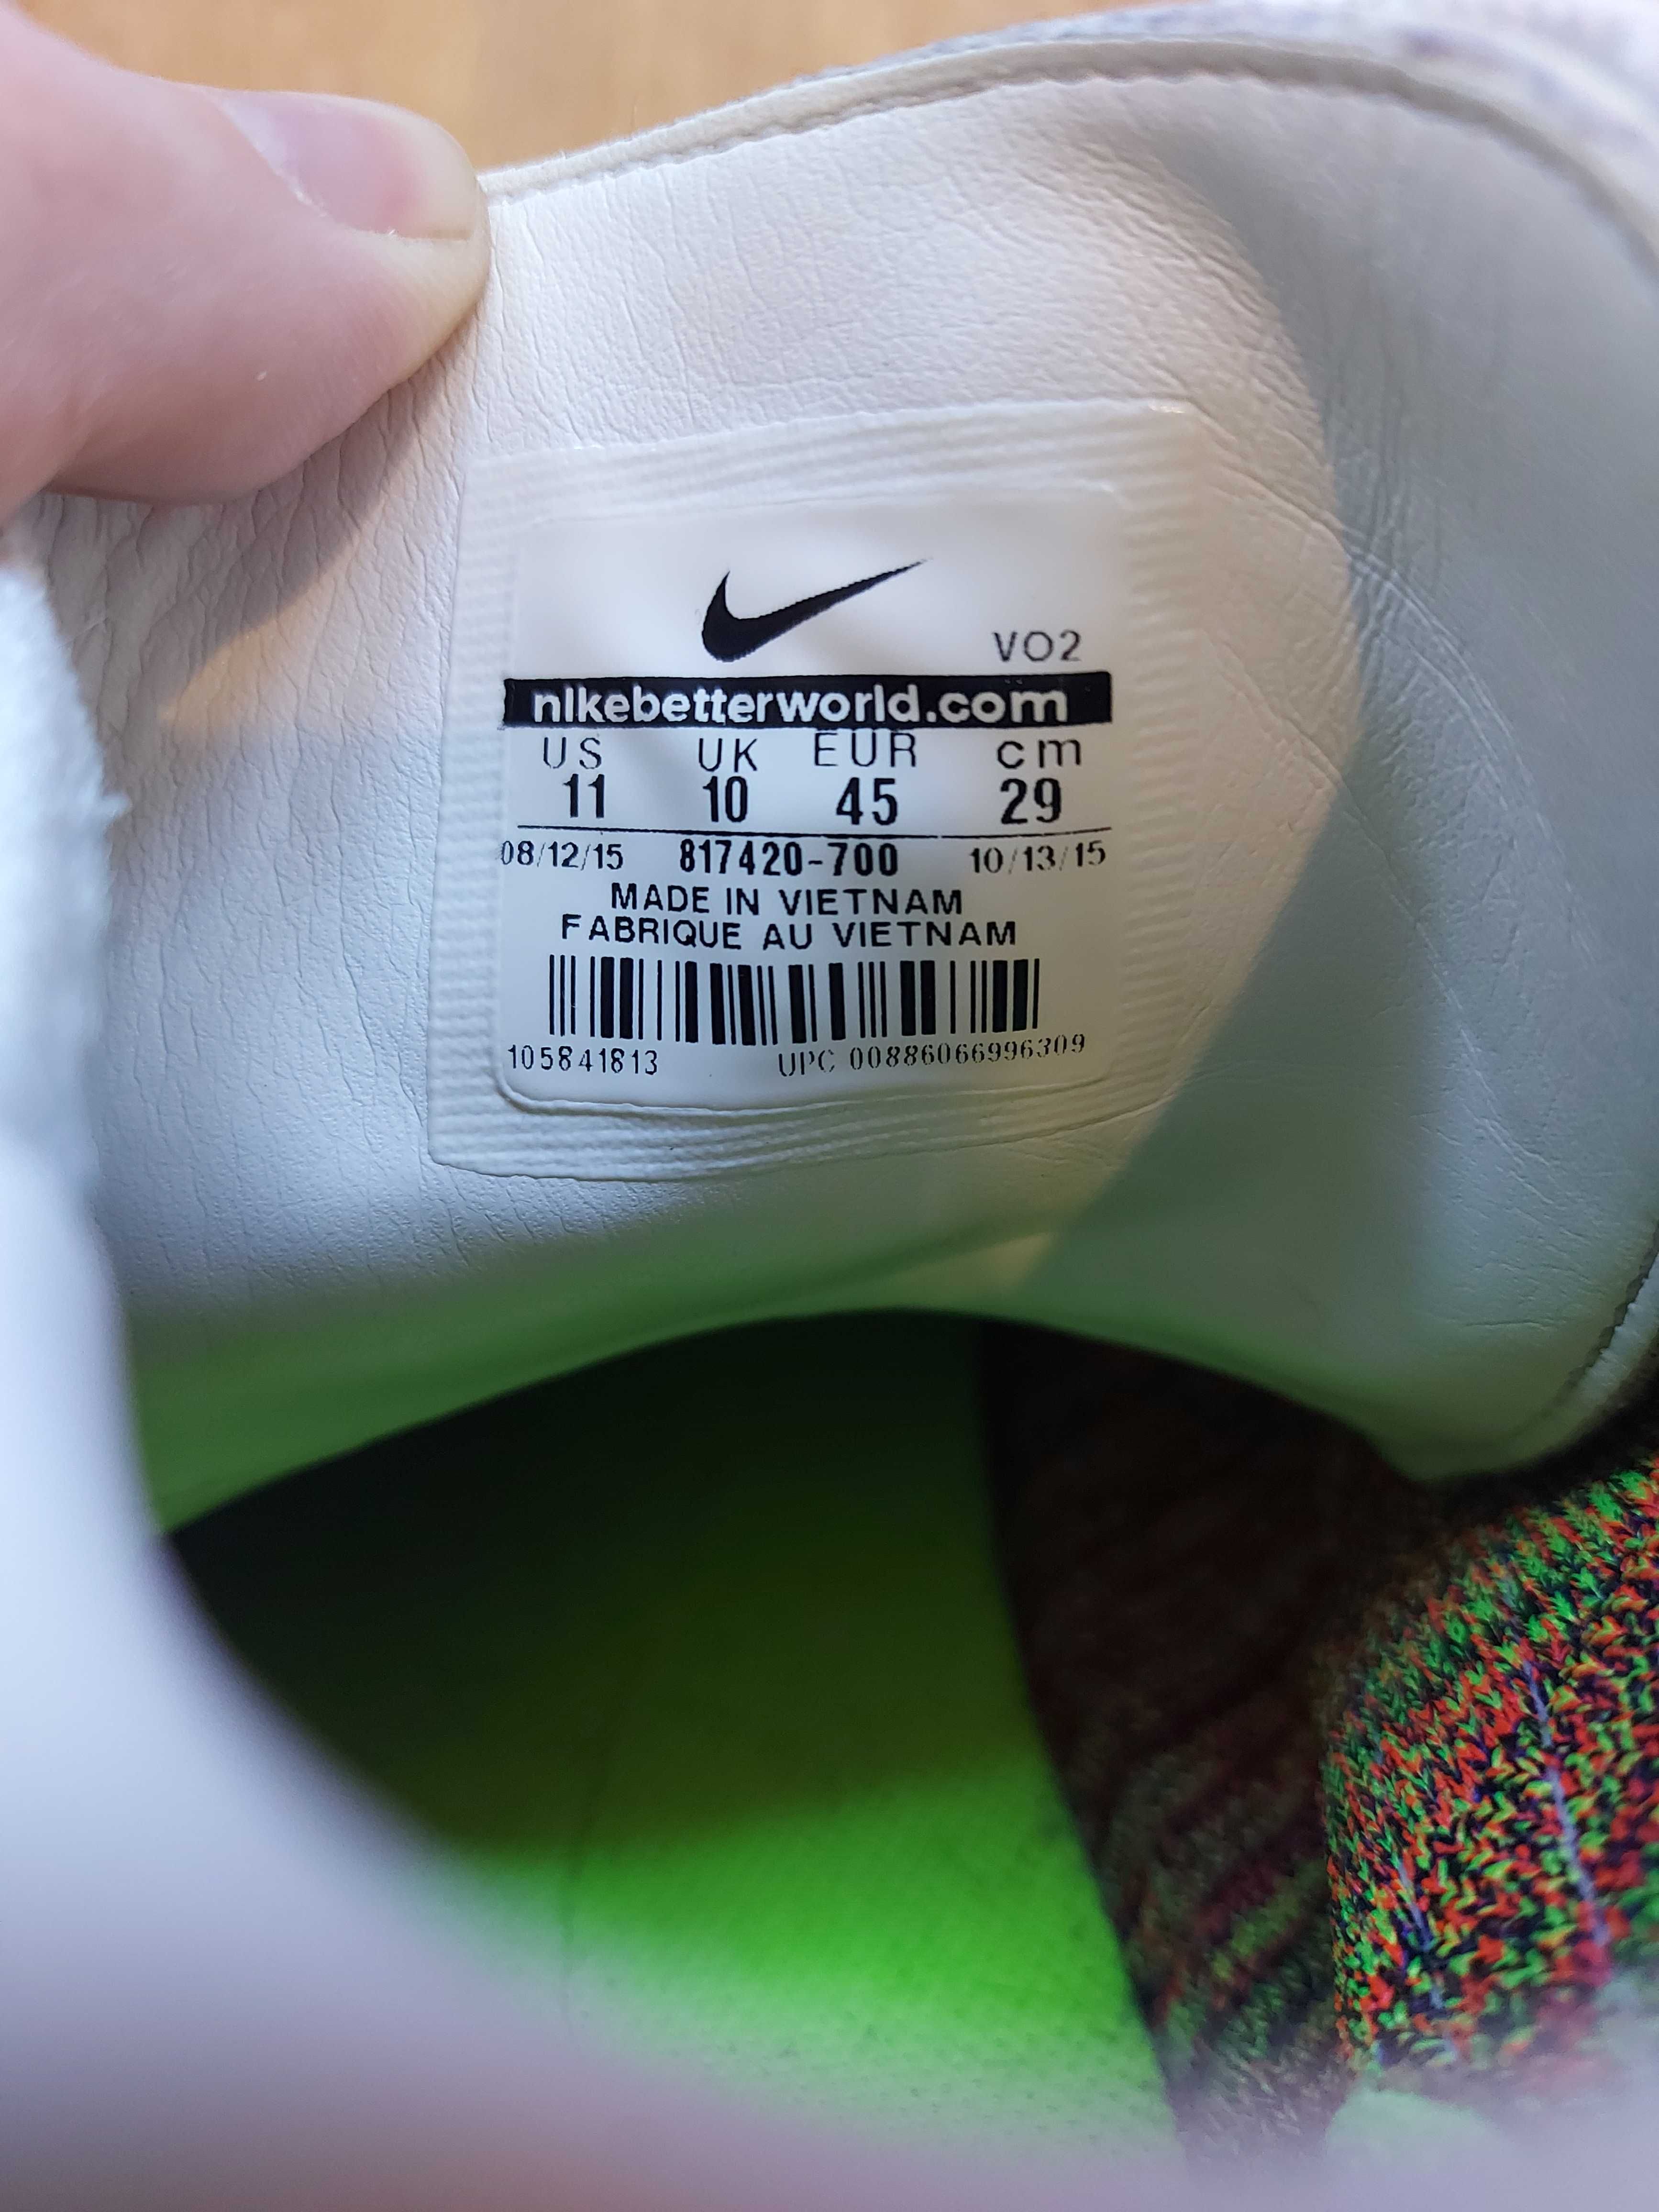 VO2
nikebetterworld.com
US UK EUR cm
11 10 45 29
08/12/15 817420-700 10/13/15
MADE IN VIETNAM
FABRIQUE AU VIETNAM
105841813 UPC 00886066996309